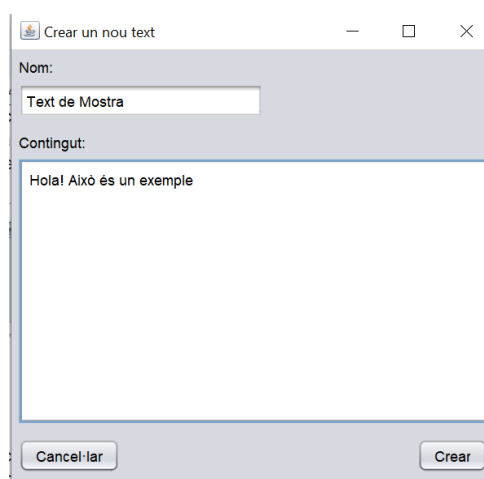 Crear un nou text
Nom:
Text de Mostra
Contingut:
Hola! Això és un exemple
Cancel·lar
Crear